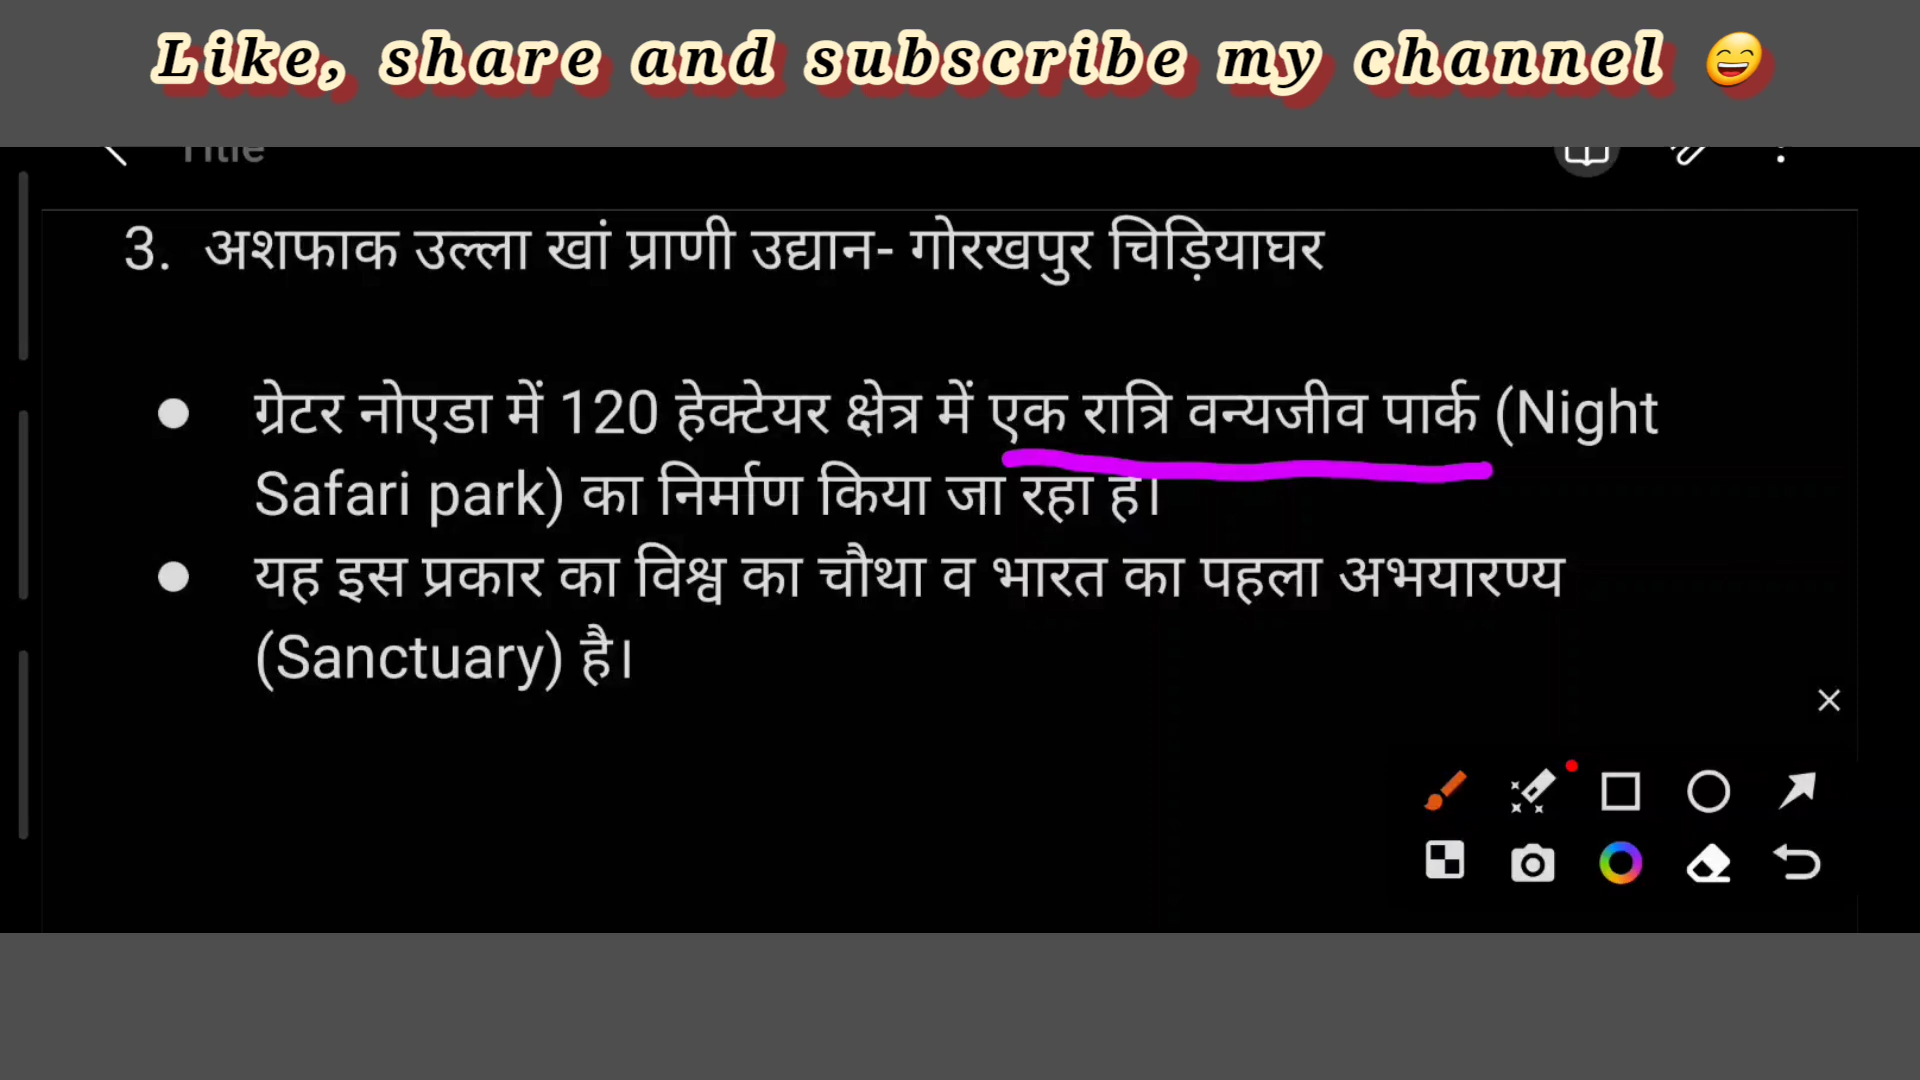 Like, share and subscribe my channel 😄
Title
3. अशफाक उल्ला खां प्राणी उद्यान- गोरखपुर चिड़ियाघर
● ग्रेटर नोएडा में 120 हेक्टेयर क्षेत्र में एक रात्रि वन्यजीव पार्क (Night
Safari park) का निर्माण किया जा रहा है।
● यह इस प्रकार का विश्व का चौथा व भारत का पहला अभयारण्य
(Sanctuary) है।